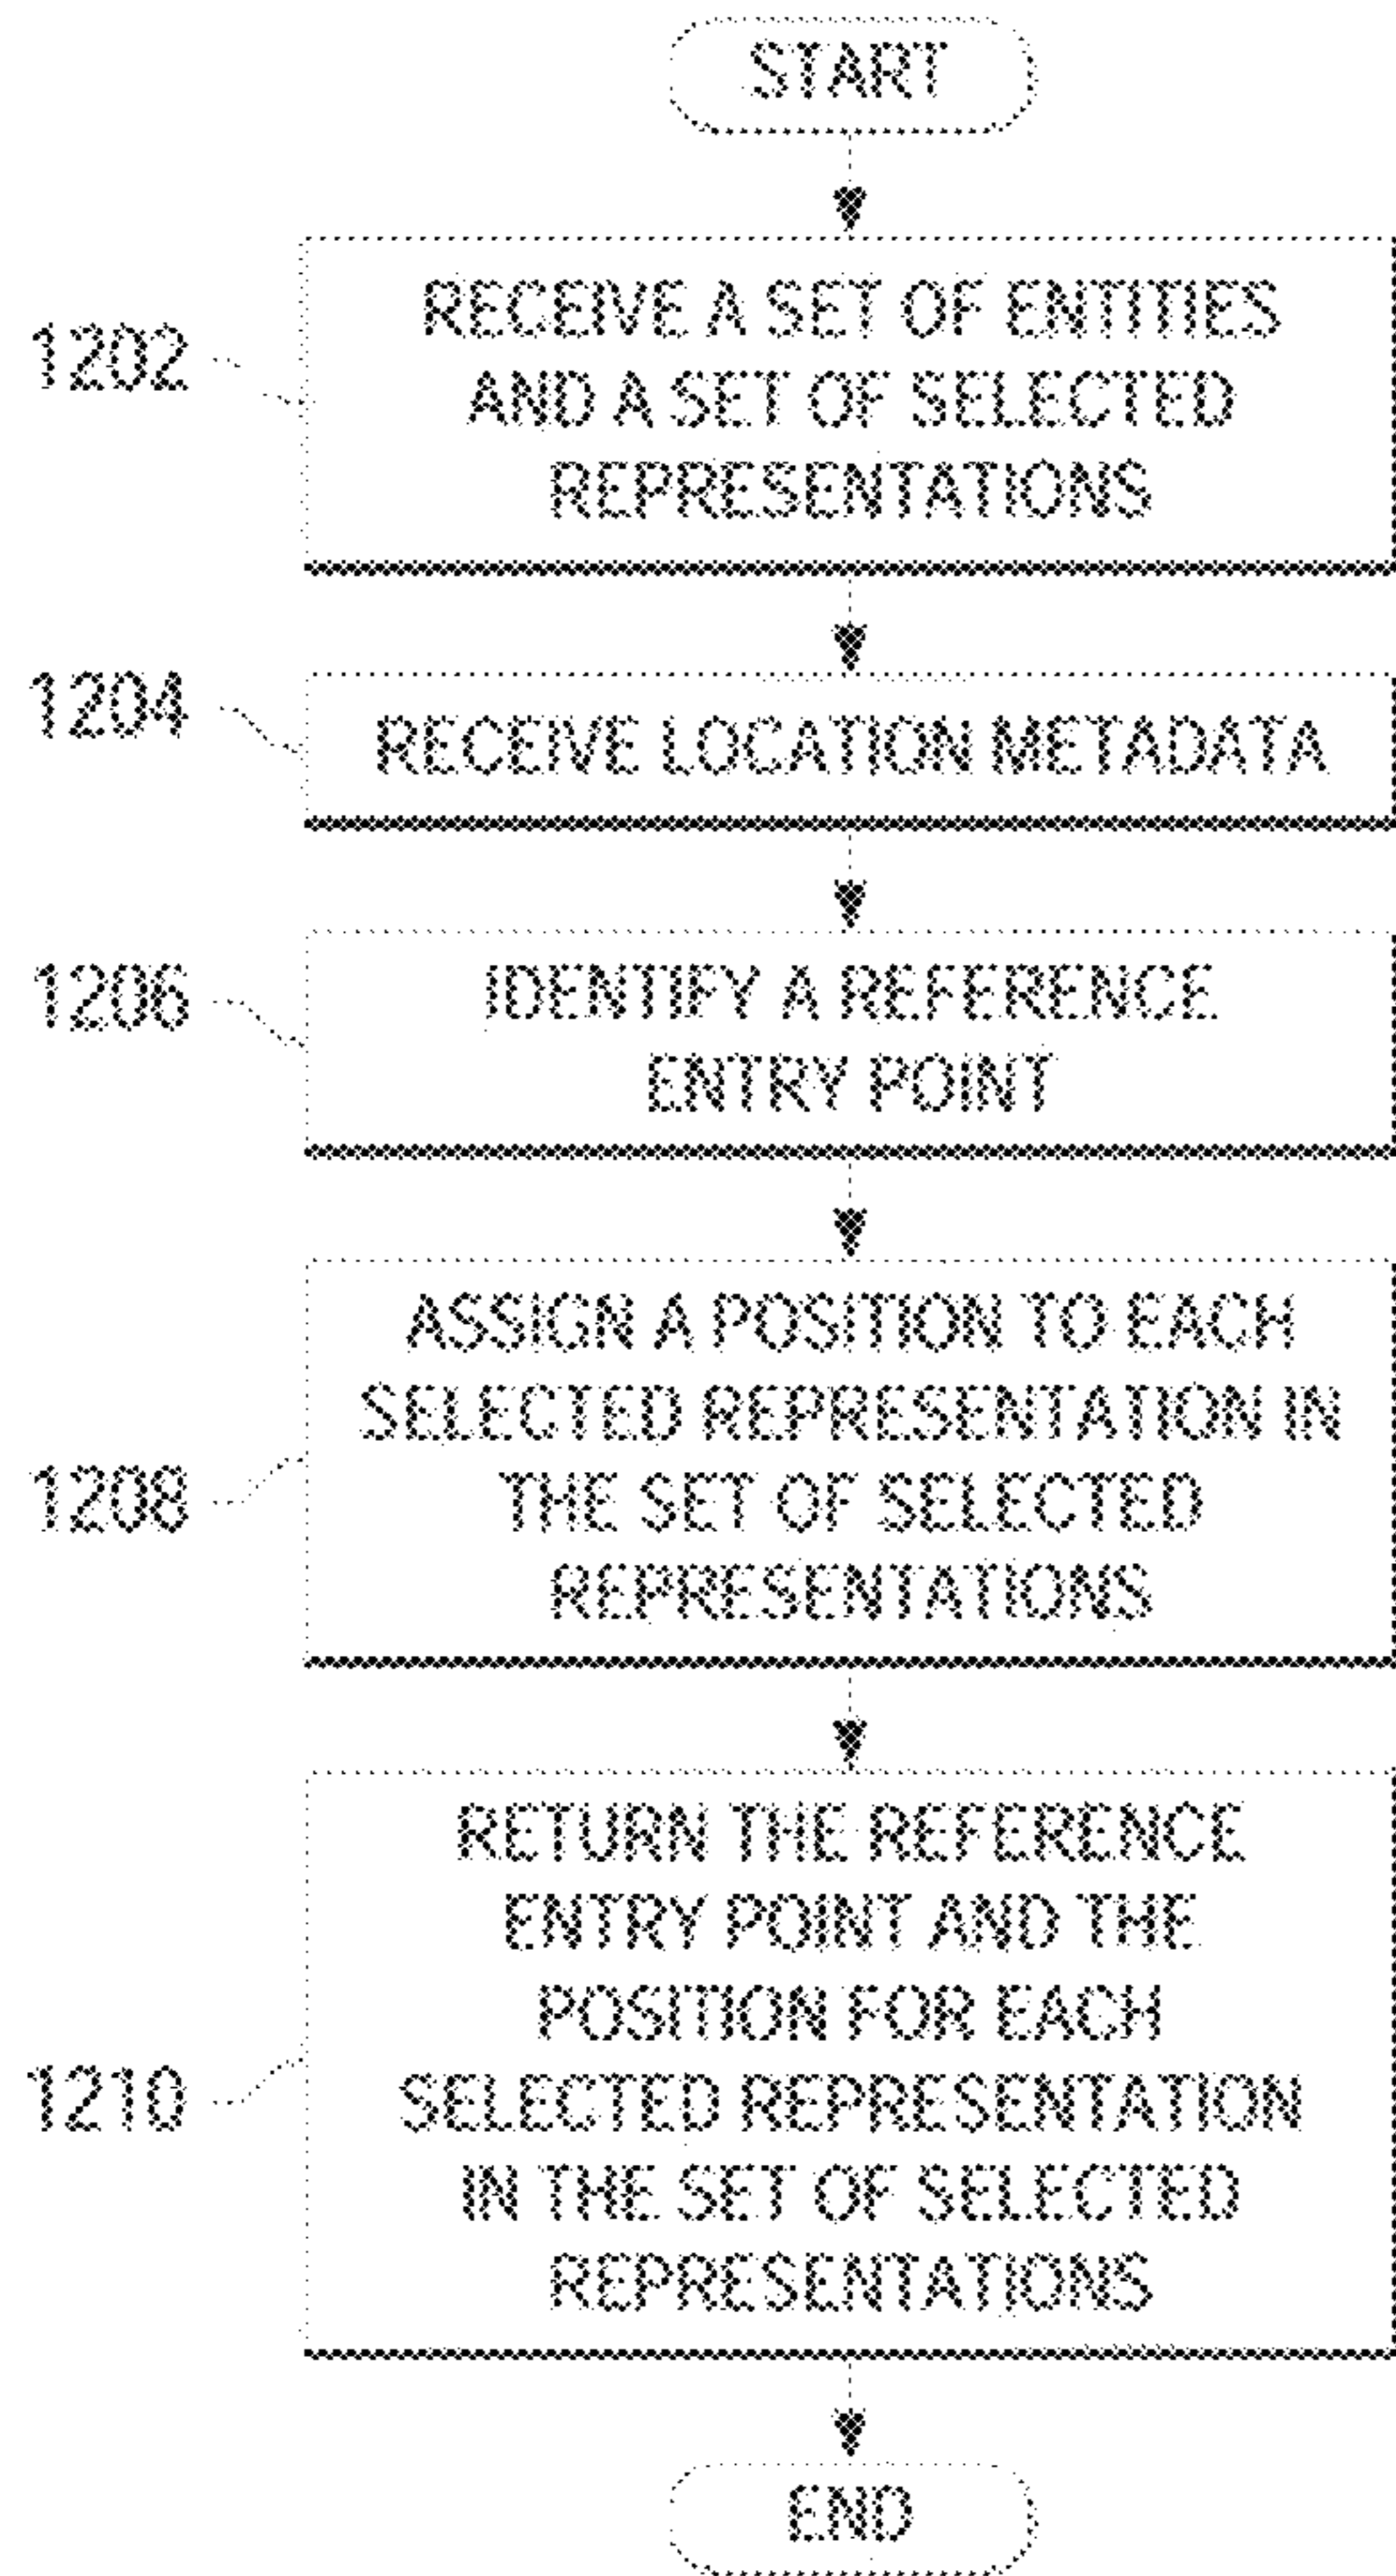 START
1202
RECEIVE A SET OF ENTITIES
AND A SET OF SELECTED
REPRESENTATIONS
1204
RECEIVE LOCATION METADATA
1206
IDENTIFY A REFERENCE
ENTRY POINT
1208
ASSIGN A POSITION TO EACH
SELECTED REPRESENTATION IN
THE SET OF SELECTED
REPRESENTATIONS
1210
RETURN THE REFERENCE
ENTRY POINT AND THE
POSITION FOR EACH
SELECTED REPRESENTATION
IN THE SET OF SELECTED
REPRESENTATIONS
END